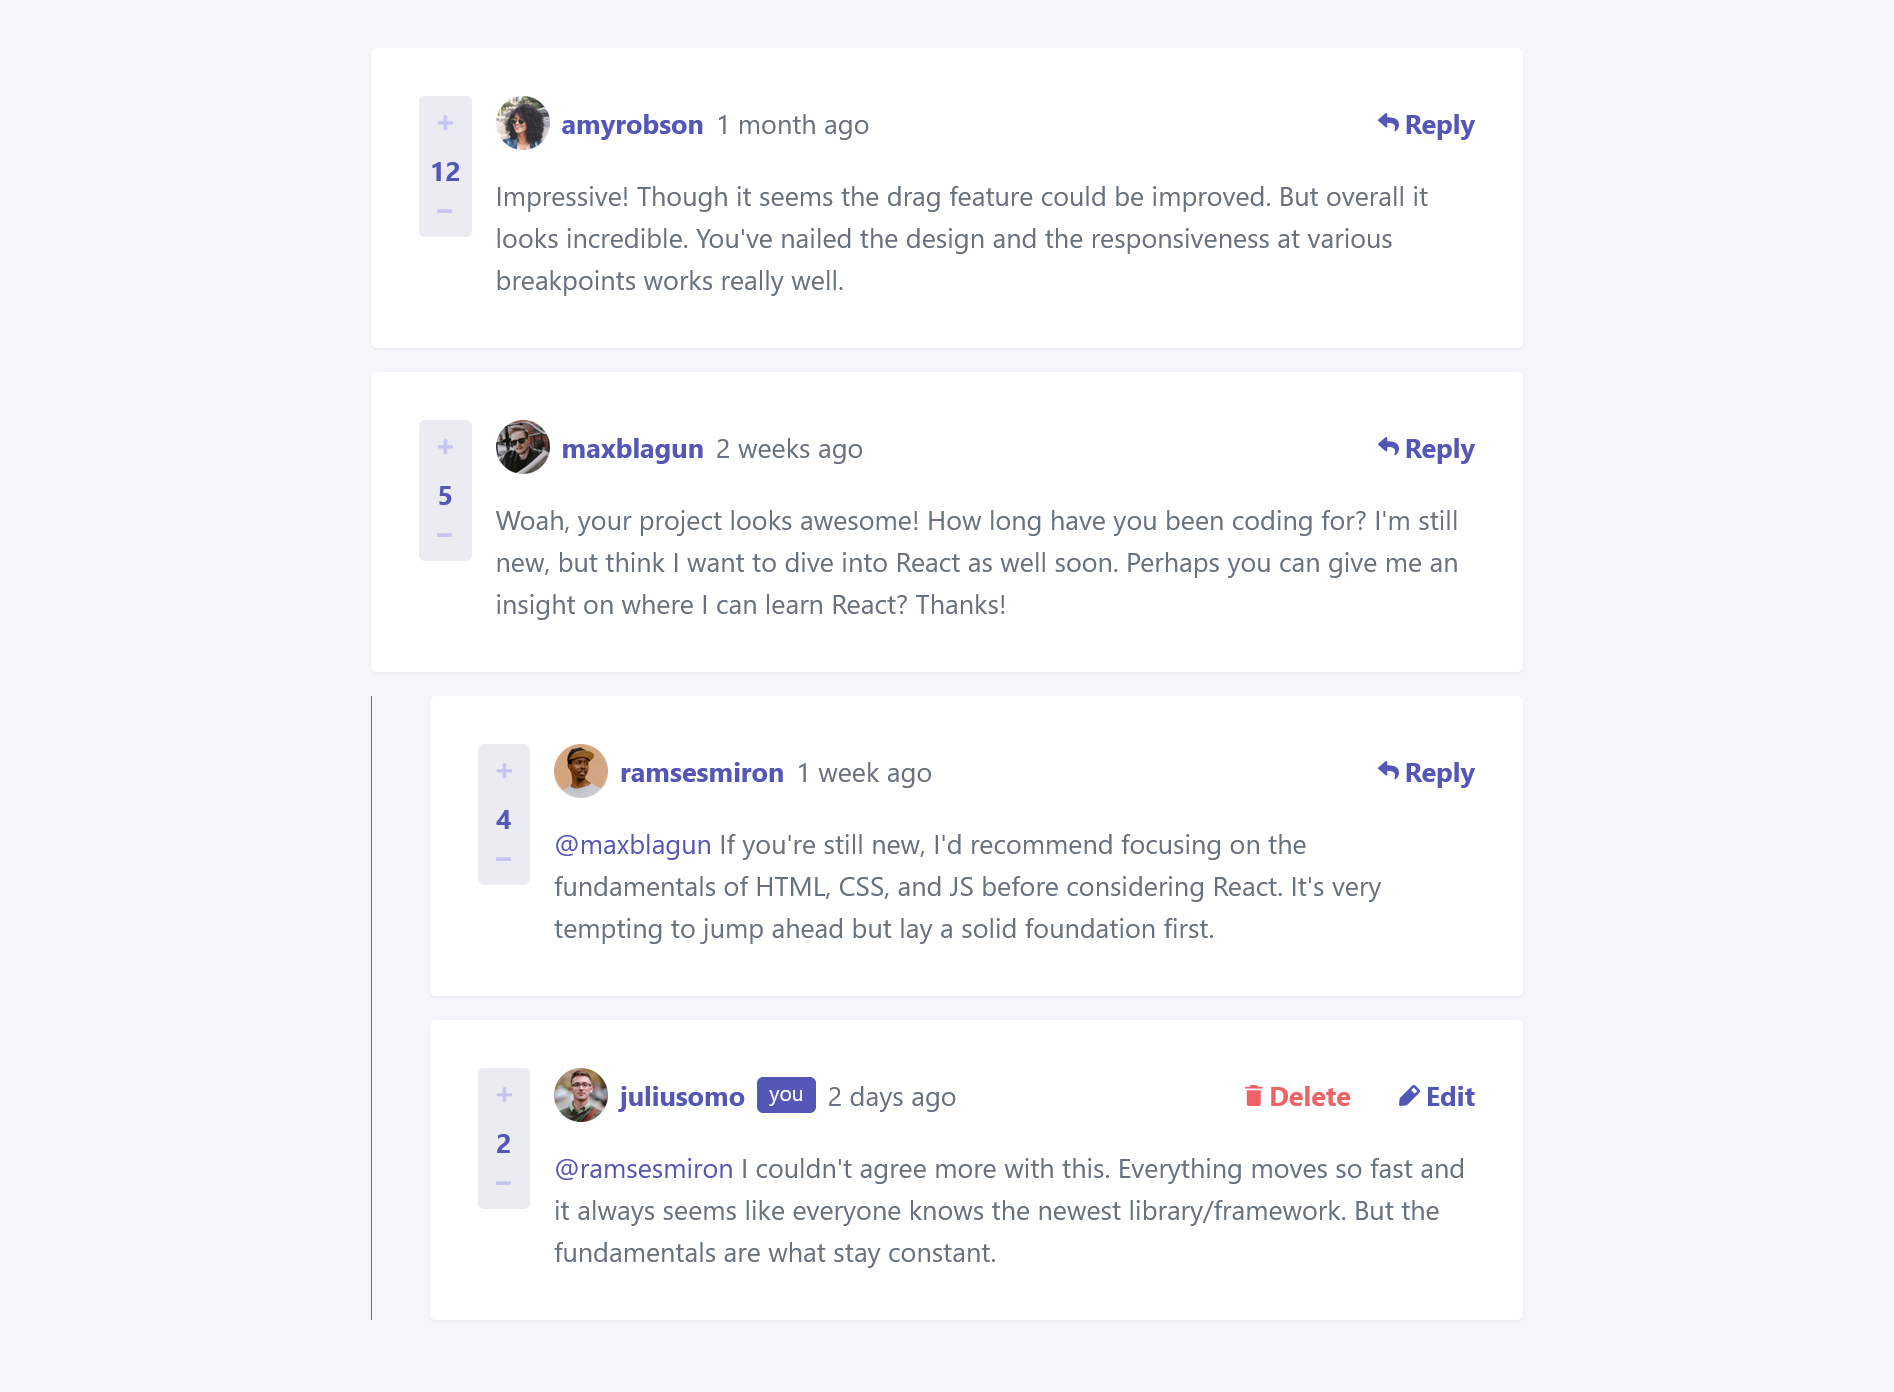 +
12
−
amyrobson 1 month ago
Reply
Impressive! Though it seems the drag feature could be improved. But overall it
looks incredible. You've nailed the design and the responsiveness at various
breakpoints works really well.
+
5
−
maxblagun 2 weeks ago
Reply
Woah, your project looks awesome! How long have you been coding for? I'm still
new, but think I want to dive into React as well soon. Perhaps you can give me an
insight on where I can learn React? Thanks!
+
4
−
ramsesmiron 1 week ago
Reply
@maxblagun If you're still new, I'd recommend focusing on the
fundamentals of HTML, CSS, and JS before considering React. It's very
tempting to jump ahead but lay a solid foundation first.
+
2
−
juliusomo you 2 days ago
Delete Edit
@ramsesmiron I couldn't agree more with this. Everything moves so fast and
it always seems like everyone knows the newest library/framework. But the
fundamentals are what stay constant.